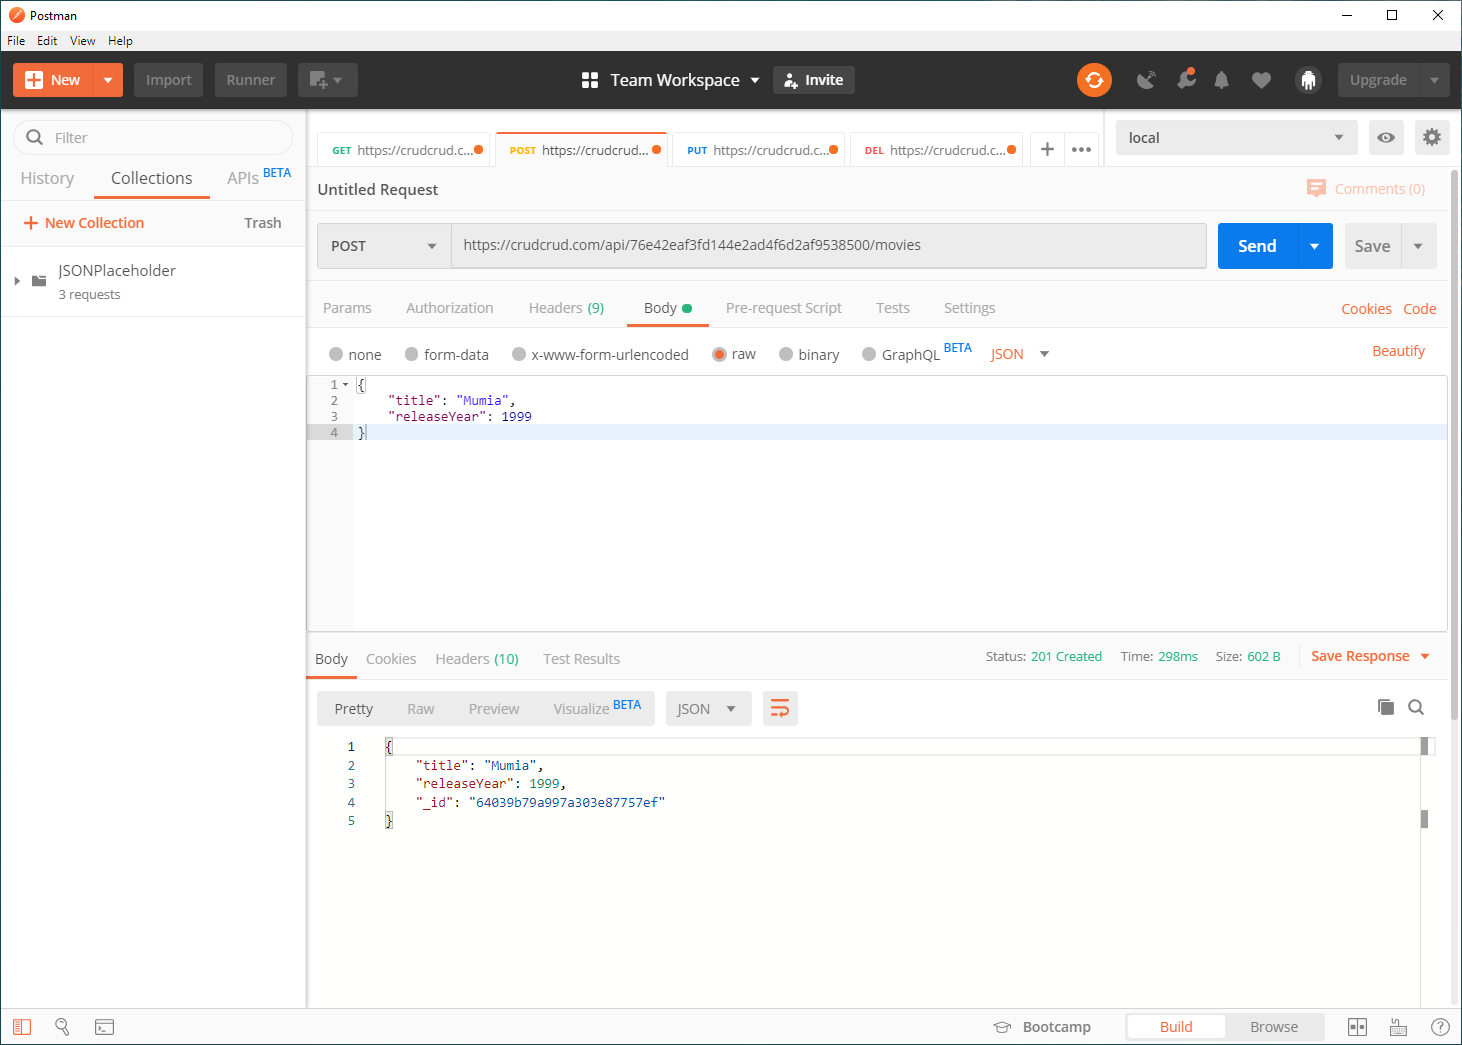 Postman
File Edit View Help
New Import Runner Team Workspace Invite Upgrade
Filter
History Collections APIs BETA
New Collection Trash
JSONPlaceholder
3 requests
GET https://crudcrud.c... POST https://crudcrud... PUT https://crudcrud.c... DEL https://crudcrud.c... + ••• local
Untitled Request Comments (0)
POST https://crudcrud.com/api/76e42eaf3fd144e2ad4f6d2af9538500/movies Send Save
Params Authorization Headers (9) Body Pre-request Script Tests Settings Cookies Code
none form-data x-www-form-urlencoded raw binary GraphQL BETA JSON Beautify
1 {
2 "title": "Mumia",
3 "releaseYear": 1999
4 }
Body Cookies Headers (10) Test Results Status: 201 Created Time: 298ms Size: 602 B Save Response
Pretty Raw Preview Visualize BETA JSON
1 {
2 "title": "Mumia",
3 "releaseYear": 1999,
4 "_id": "64039b79a997a303e87757ef"
5 }
Bootcamp Build Browse